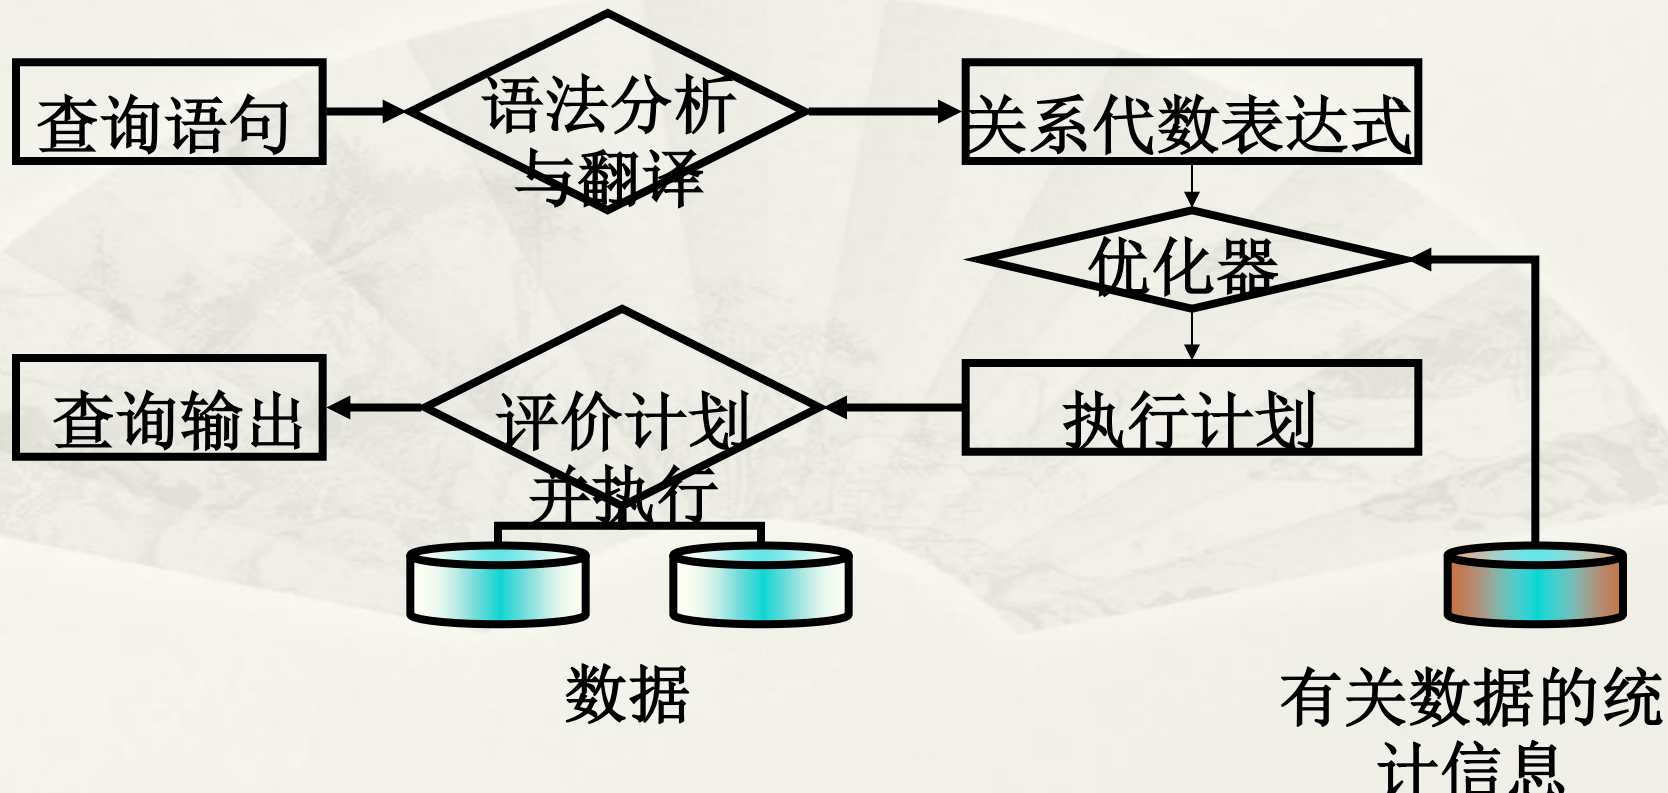 查询语句
语法分析
与翻译
关系代数表达式
优化器
执行计划
评价计划
并执行
查询输出
数据
有关数据的统
计信息